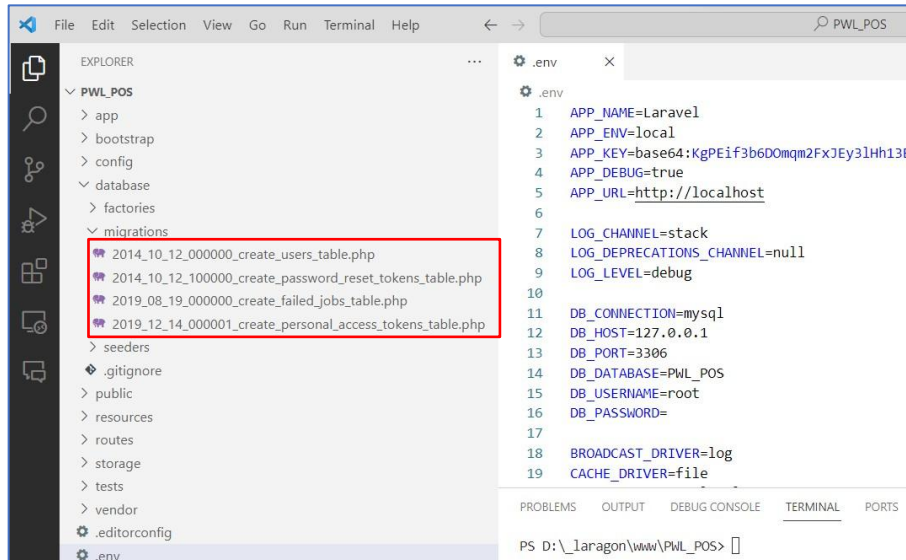 File Edit Selection View Go Run Terminal Help
PWL_POS
EXPLORER
PWL_POS
app
bootstrap
config
database
factories
migrations
2014_10_12_000000_create_users_table.php
2014_10_12_100000_create_password_reset_tokens_table.php
2019_08_19_000000_create_failed_jobs_table.php
2019_12_14_000001_create_personal_access_tokens_table.php
seeders
.gitignore
public
resources
routes
storage
tests
vendor
.editorconfig
.env
.env
.env
1 APP_NAME=Laravel
2 APP_ENV=local
3 APP_KEY=base64:KgPEif3b6DOmqm2FxJEy3lHh13E
4 APP_DEBUG=true
5 APP_URL=http://localhost
6
7 LOG_CHANNEL=stack
8 LOG_DEPRECATIONS_CHANNEL=null
9 LOG_LEVEL=debug
10
11 DB_CONNECTION=mysql
12 DB_HOST=127.0.0.1
13 DB_PORT=3306
14 DB_DATABASE=PWL_POS
15 DB_USERNAME=root
16 DB_PASSWORD=
17
18 BROADCAST_DRIVER=log
19 CACHE_DRIVER=file
PROBLEMS OUTPUT DEBUG CONSOLE TERMINAL PORTS
PS D:\_laragon\www\PWL_POS>